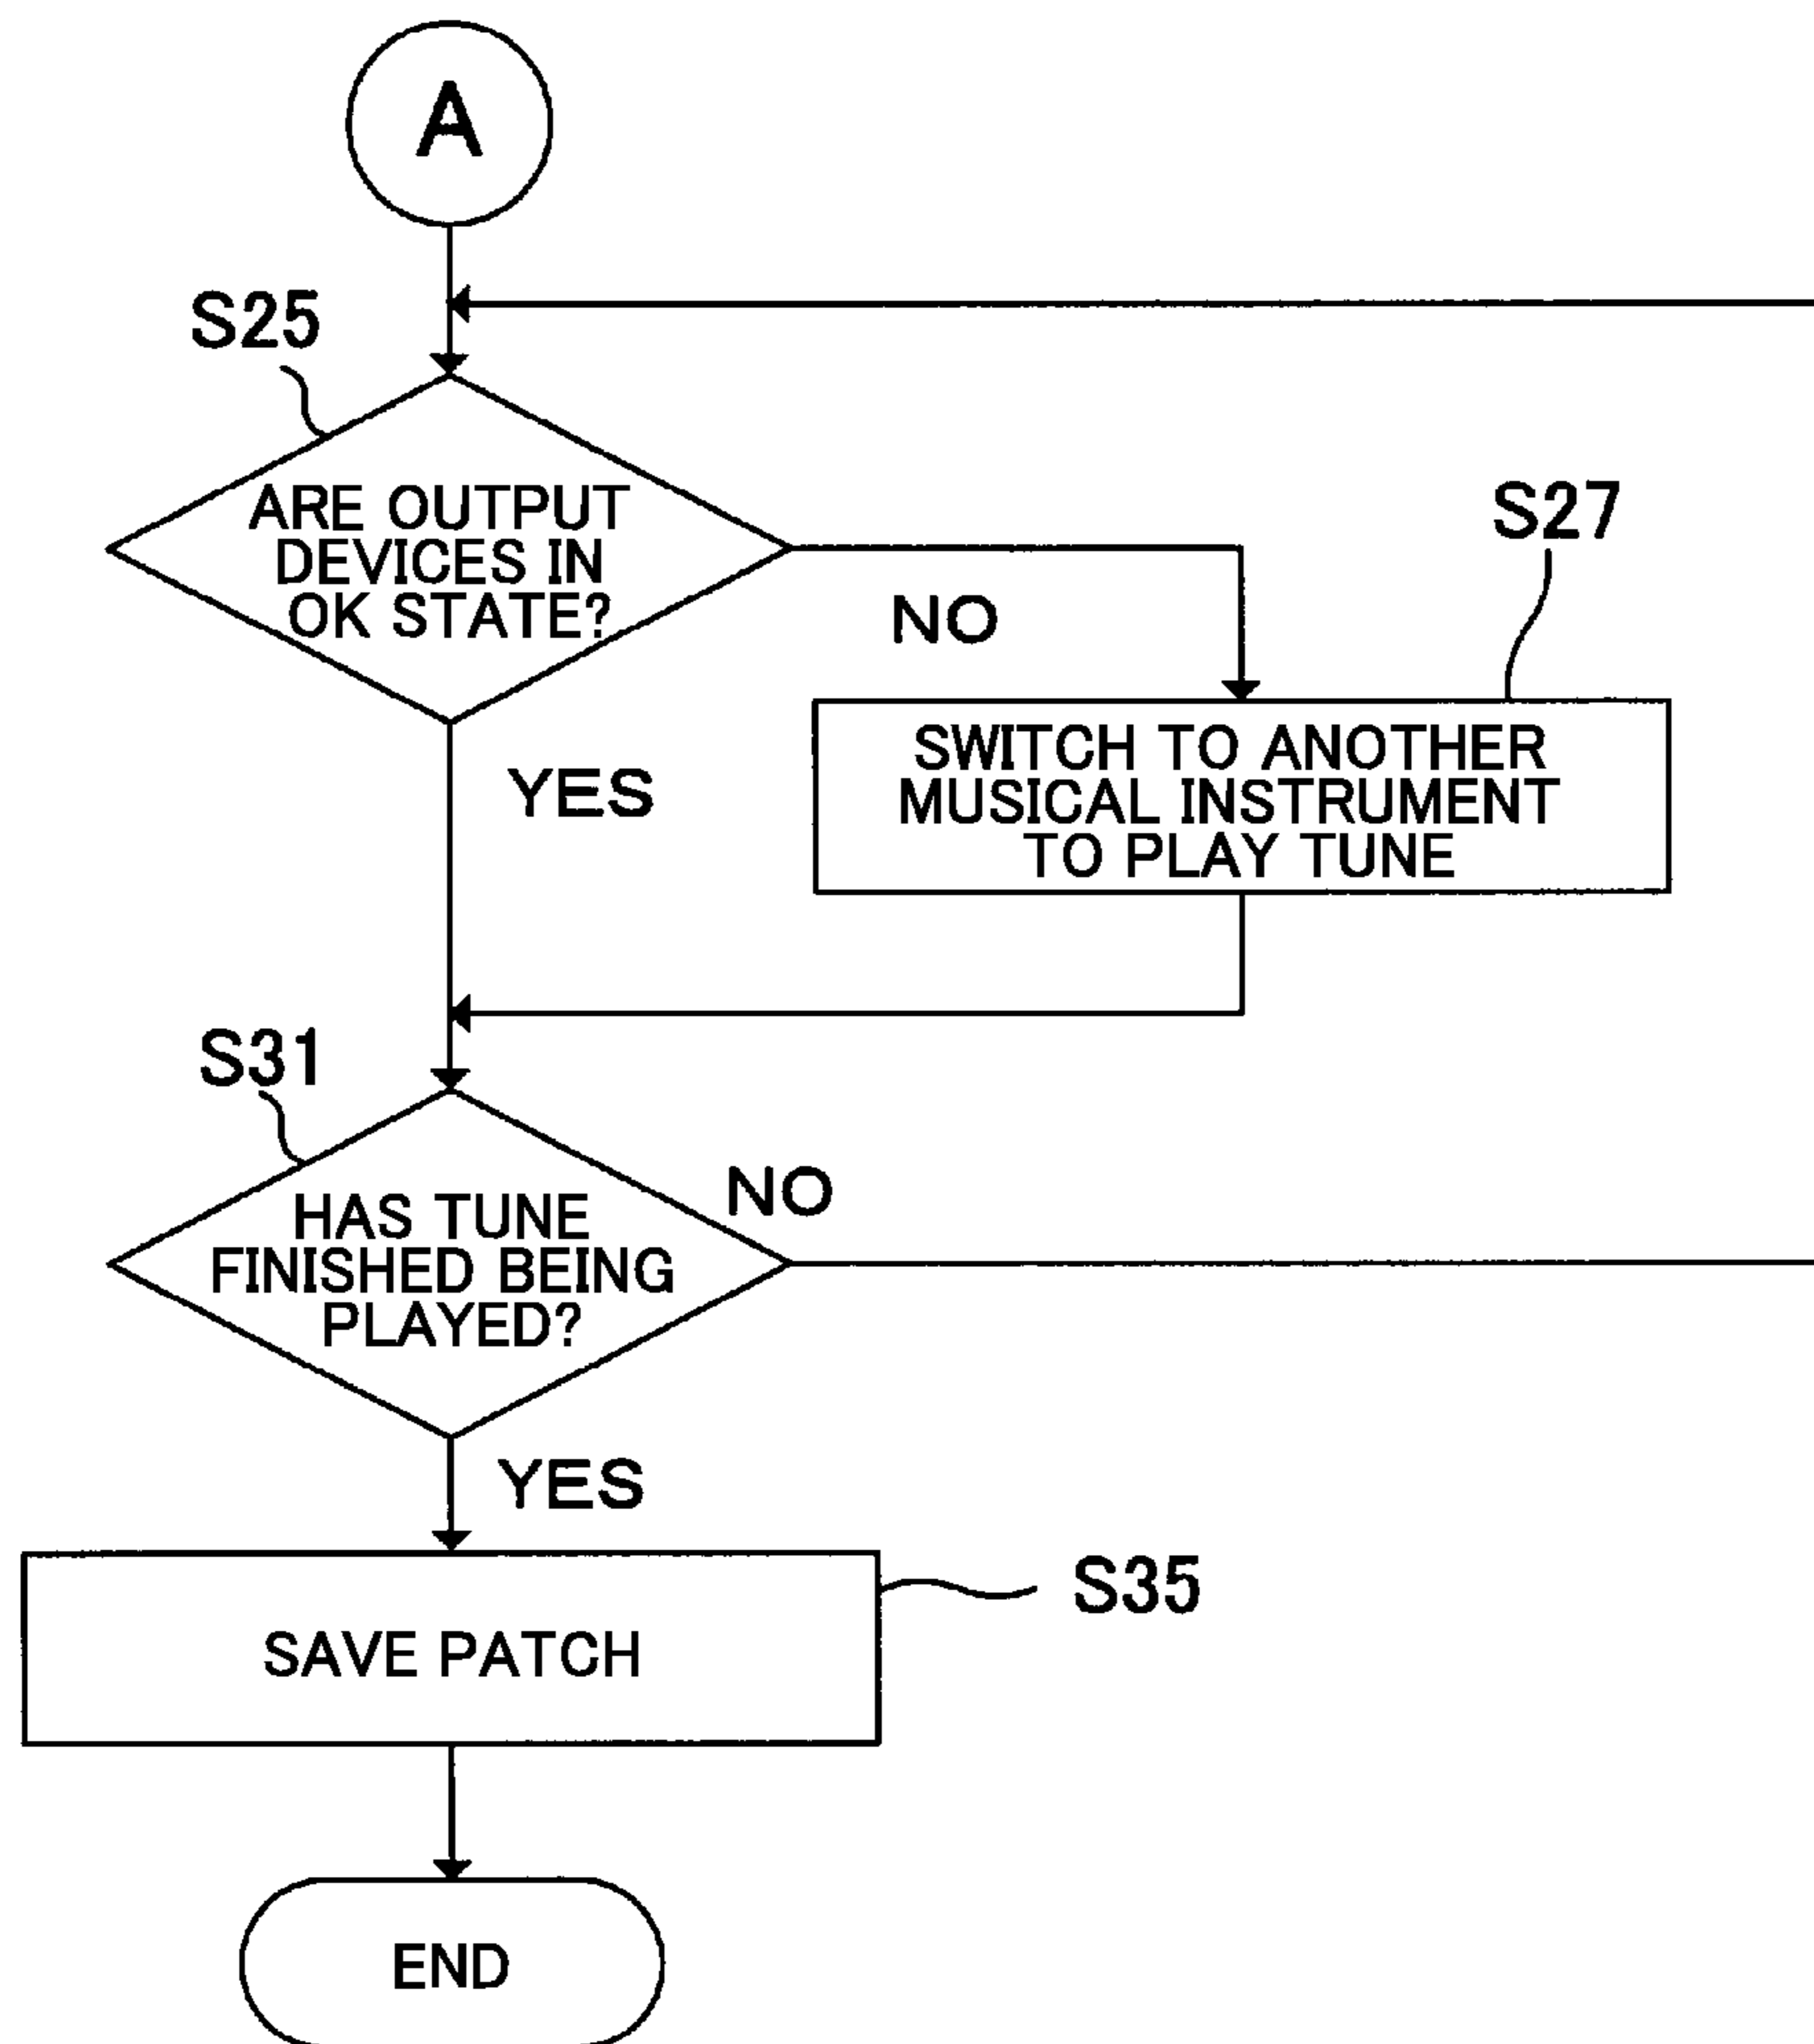 A
S25
ARE OUTPUT
DEVICES IN
OK STATE?
NO
S27
SWITCH TO ANOTHER
MUSICAL INSTRUMENT
TO PLAY TUNE
YES
S31
HAS TUNE
FINISHED BEING
PLAYED?
NO
YES
S35
SAVE PATCH
END